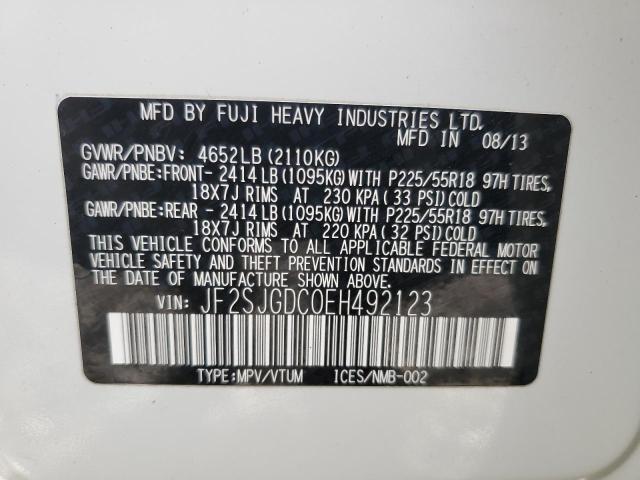 MFD BY FUJI HEAVY INDUSTRIES LTD.
MFD IN 08/13
GVWR/PNBV: 4652LB(2110KG)
GAWR/PNBE:FRONT- 2414LB(1095KG)WITH P225/55R18 97H TIRES,
18X7J RIMS AT 230 KPA(33 PSI)COLD
GAWR/PNBE:REAR - 2414LB(1095KG)WITH P225/55R18 97H TIRES,
18X7J RIMS AT 220 KPA(32 PSI)COLD
THIS VEHICLE CONFORMS TO ALL APPLICABLE FEDERAL MOTOR
VEHICLE SAFETY AND THEFT PREVENTION STANDARDS IN EFFECT ON
THE DATE OF MANUFACTURE SHOWN ABOVE.
VIN: JF2SJGDC0EH492123
TYPE:MPV/VTUM ICES/NMB-002